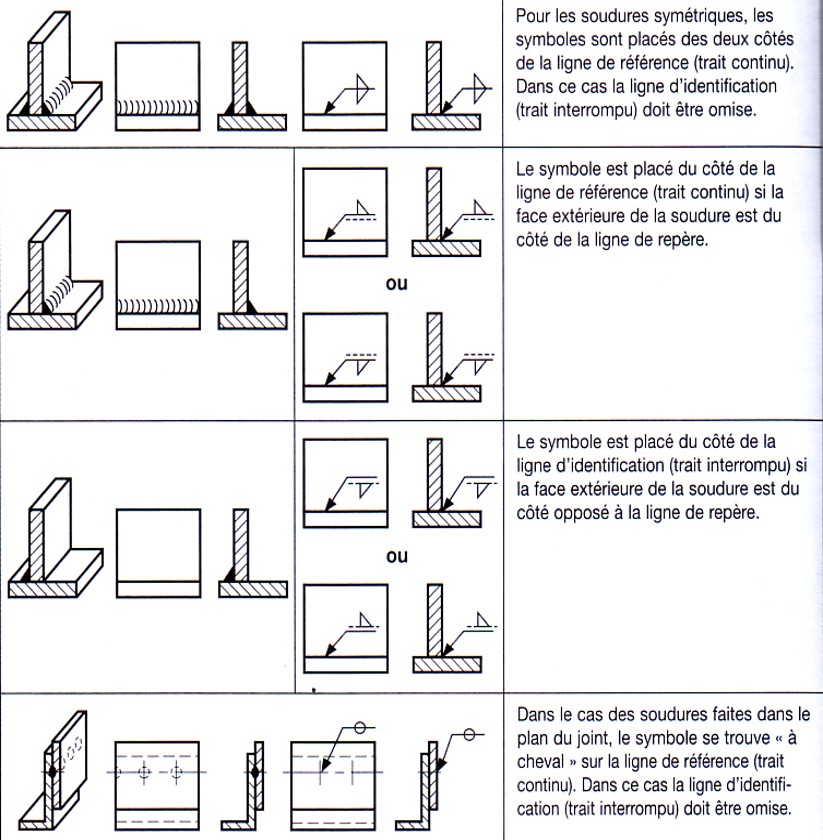 Pour les soudures symétriques, les
symboles sont placés des deux côtés
de la ligne de référence (trait continu).
Dans ce cas la ligne d'identification
(trait interrompu) doit être omise.
Le symbole est placé du côté de la
ligne de référence (trait continu) si la
face extérieure de la soudure est du
côté de la ligne de repère.
ou
Le symbole est placé du côté de la
ligne d'identification (trait interrompu) si
la face extérieure de la soudure est du
côté opposé à la ligne de repère.
ou
Dans le cas des soudures faites dans le
plan du joint, le symbole se trouve « à
cheval » sur la ligne de référence (trait
continu). Dans ce cas la ligne d'identifi-
cation (trait interrompu) doit être omise.